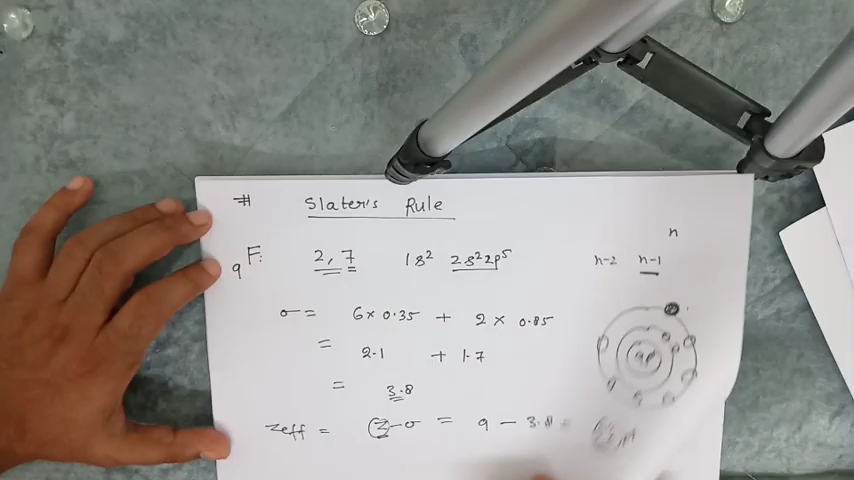 # Slater's Rule
n
₉F: 2, 7 1s² 2s²2p⁵ n-2 n-1
σ = 6 x 0.35 + 2 x 0.85
= 2.1 + 1.7
= 3.8
Zeff = Z-σ = 9 - 3.8 =